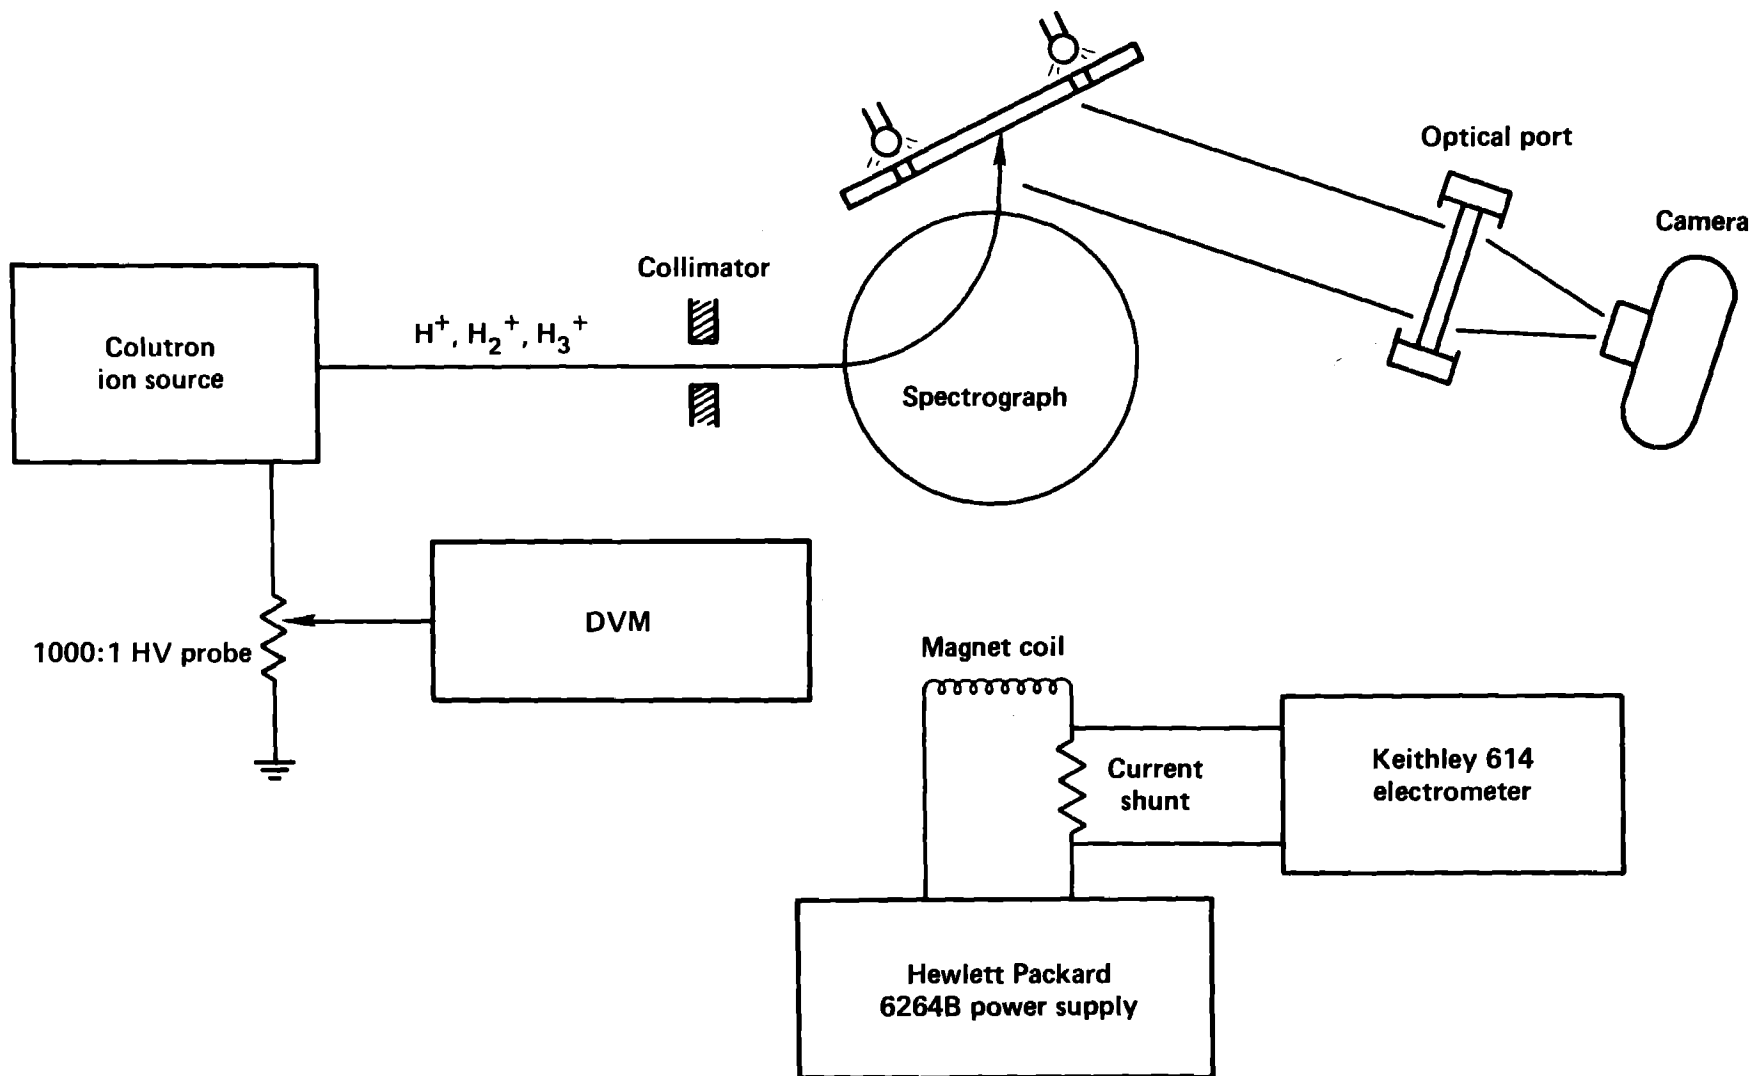 Optical port
Camera
Collimator
H⁺, H₂⁺, H₃⁺
Colutron
ion source
Spectrograph
DVM
1000:1 HV probe
Magnet coil
Current
shunt
Keithley 614
electrometer
Hewlett Packard
6264B power supply